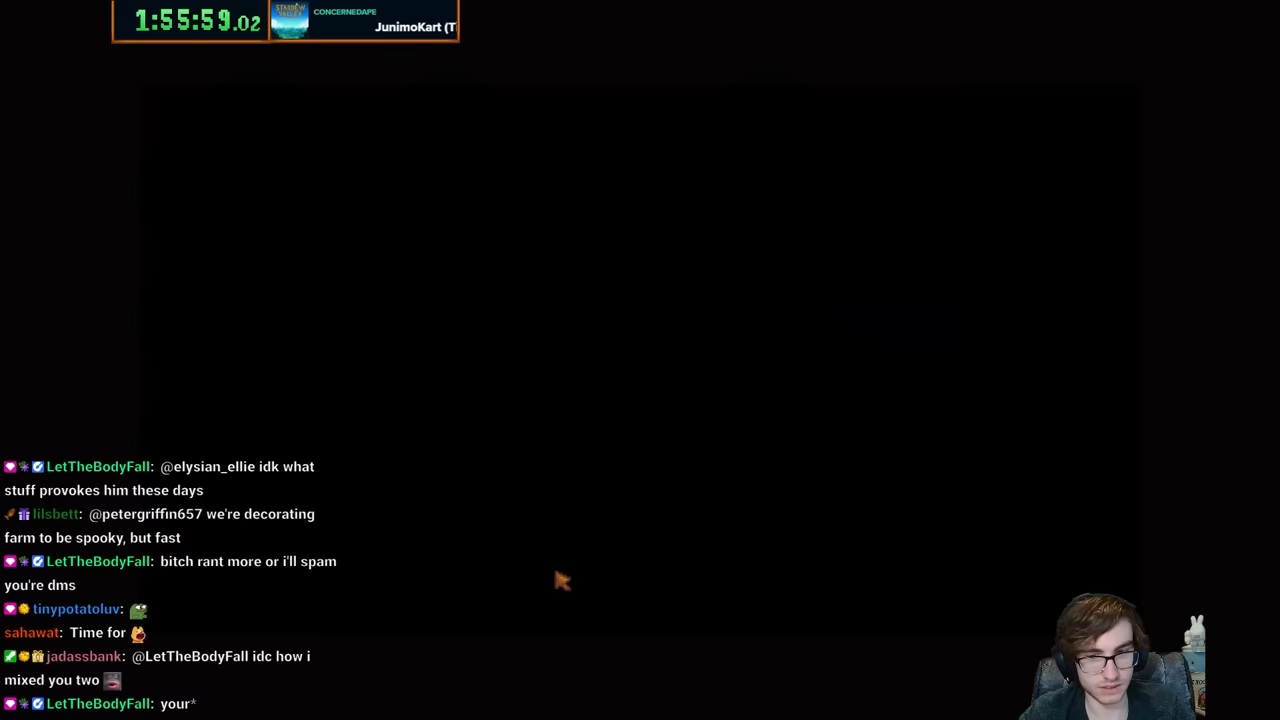 1:55:59.02
STARDEW
VALLEY
CONCERNEDAPE
JunimoKart (T
LetTheBodyFall: @elysian_ellie idk what
stuff provokes him these days
lilsbett: @petergriffin657 we're decorating
farm to be spooky, but fast
LetTheBodyFall: bitch rant more or i'll spam
you're dms
tinypotatoluv:
sahawat: Time for
jadassbank: @LetTheBodyFall idc how i
mixed you two
LetTheBodyFall: your*